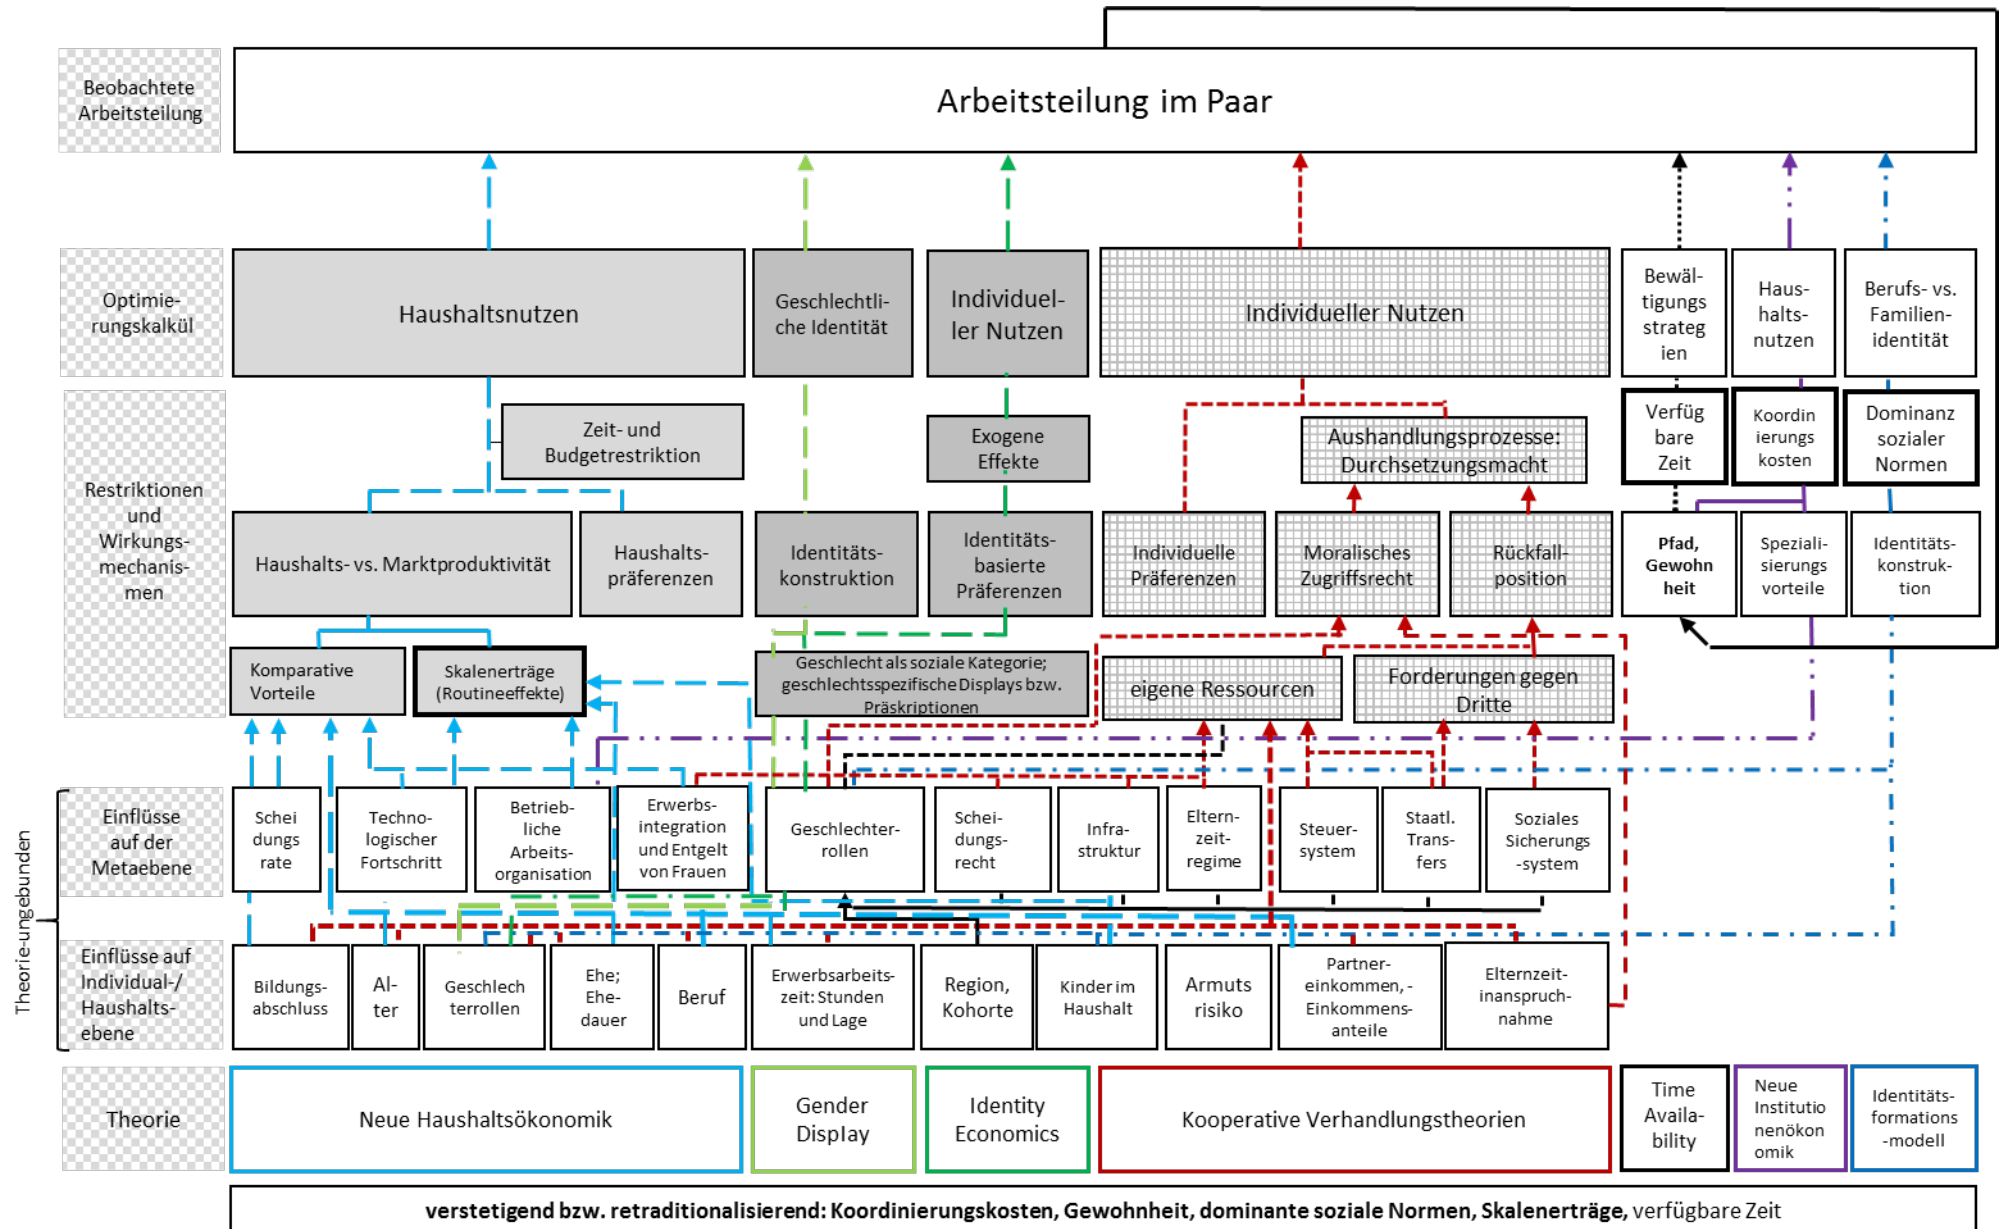 Beobachtete
Arbeitsteilung
Arbeitsteilung im Paar
Optimie-
rungskalkül
Haushaltsnutzen
Geschlechtli-
che Identität
Individuel-
ler Nutzen
Individueller Nutzen
Bewäl-
tigungs
strateg
ien
Haus-
halts-
nutzen
Berufs- vs.
Familien-
identität
Restriktionen
und
Wirkungs-
mechanis-
men
Zeit- und
Budgetrestriktion
Exogene
Effekte
Aushandlungsprozesse:
Durchsetzungsmacht
Verfüg
bare
Zeit
Koordin
ierungs
kosten
Dominanz
sozialer
Normen
Haushalts- vs. Marktproduktivität
Haushalts-
präferenzen
Identitäts-
konstruktion
Identitäts-
basierte
Präferenzen
Individuelle
Präferenzen
Moralisches
Zugriffsrecht
Rückfall-
position
Pfad,
Gewohn
heit
Speziali-
sierungs
vorteile
Identitäts-
konstruk-
tion
Komparative
Vorteile
Skalenerträge
(Routineeffekte)
Geschlecht als soziale Kategorie;
geschlechtsspezifische Displays bzw.
Präskriptionen
eigene Ressourcen
Forderungen gegen
Dritte
Theorie-ungebunden
Einflüsse
auf der
Metaebene
Schei
dungs
rate
Techno-
logischer
Fortschritt
Betrieb-
liche
Arbeits-
organisation
Erwerbs-
integration
und Entgelt
von Frauen
Geschlechter-
rollen
Schei-
dungs-
recht
Infra-
struktur
Eltern-
zeit-
regime
Steuer-
system
Staatl.
Trans-
fers
Soziales
Sicherungs
-system
Einflüsse auf
Individual-/
Haushalts-
ebene
Bildungs-
abschluss
Al-
ter
Geschlech
terrollen
Ehe;
Ehe-
dauer
Beruf
Erwerbsarbeits-
zeit: Stunden
und Lage
Region,
Kohorte
Kinder im
Haushalt
Armuts
risiko
Partner-
einkommen, -
Einkommens-
anteile
Elternzeit-
inanspruch-
nahme
Theorie
Neue Haushaltsökonomik
Gender
Display
Identity
Economics
Kooperative Verhandlungstheorien
Time
Availa-
bility
Neue
Institutio
nenökon
omik
Identitäts-
formations
-modell
verstetigend bzw. retraditionalisierend: Koordinierungskosten, Gewohnheit, dominante soziale Normen, Skalenerträge, verfügbare Zeit